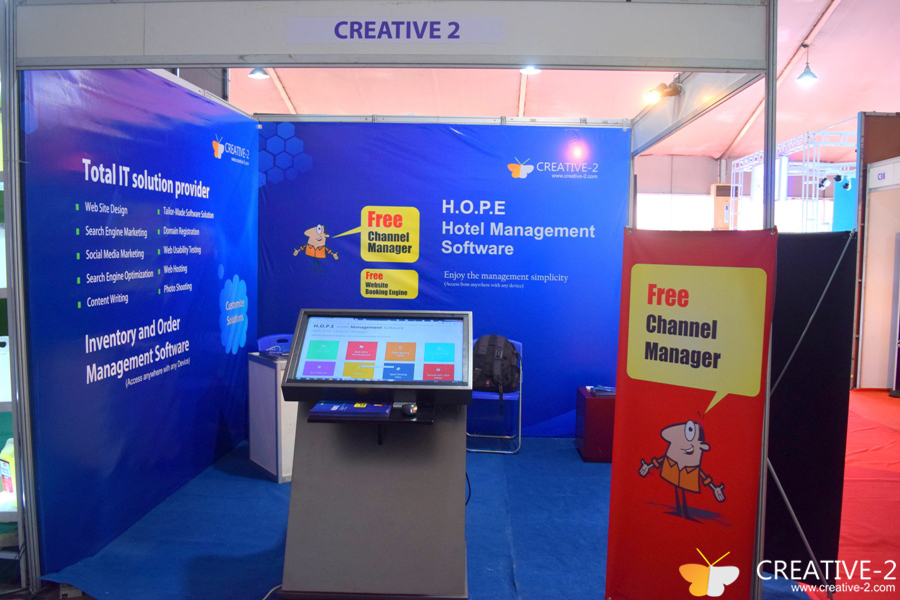 CREATIVE 2
CREATIVE-2
Total IT solution provider
Web Site Design
Search Engine Marketing
Social Media Marketing
Search Engine Optimization
Content Writing
Tailor-Made Software Solution
Domain Registration
Web Usability Testing
Web Hosting
Photo Shooting
Customize
Solutions
Inventory and Order
Management Software
(Access anywhere with any Device)
CREATIVE-2
www.creative-2.com
Free
Channel
Manager
Free
Website
Booking Engine
H.O.P.E
Hotel Management
Software
Enjoy the management simplicity
(Access from anywhere with any device)
H.O.P.E Hotel Management Software
Free
Channel
Manager
C38
CREATIVE-2
www.creative-2.com